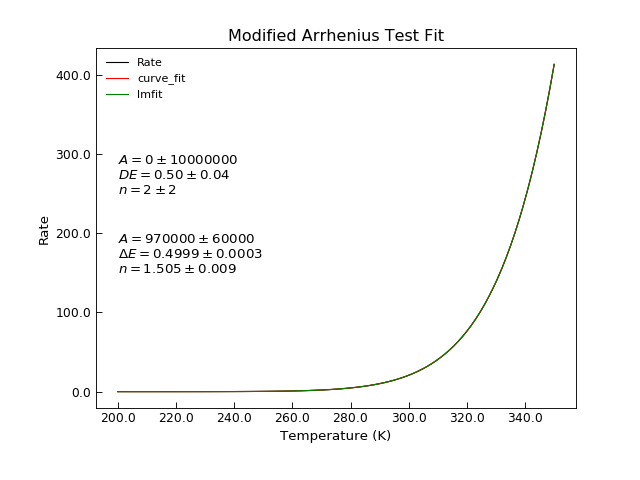 Modified Arrhenius Test Fit
Rate
curve_fit
lmfit
A = 0 ± 10000000
DE = 0.50 ± 0.04
n = 2 ± 2
A = 970000 ± 60000
ΔE = 0.4999 ± 0.0003
n = 1.505 ± 0.009
Rate
400.0
300.0
200.0
100.0
0.0
200.0 220.0 240.0 260.0 280.0 300.0 320.0 340.0
Temperature (K)